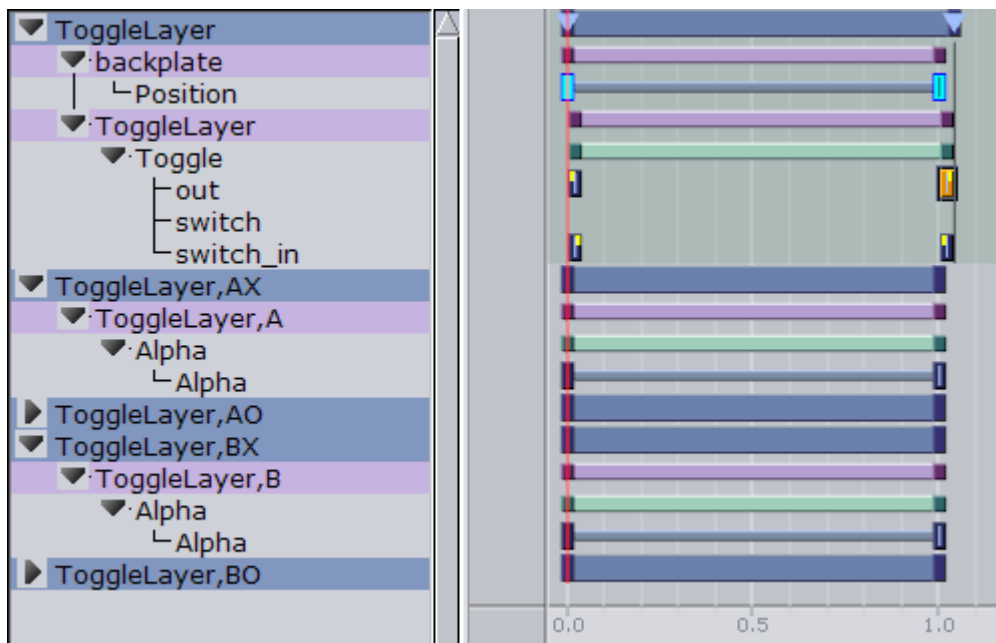 ToggleLayer
backplate
Position
ToggleLayer
Toggle
out
switch
switch_in
ToggleLayer,AX
ToggleLayer,A
Alpha
Alpha
ToggleLayer,AO
ToggleLayer,BX
ToggleLayer,B
Alpha
Alpha
ToggleLayer,BO
0.0 0.5 1.0